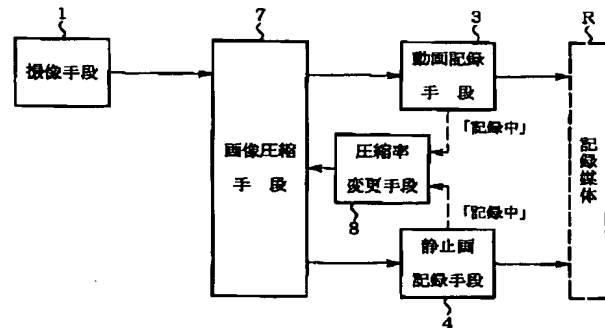 1
7
3
R
撮像手段
動画記録
手 段
「記録中」
画像圧縮
手 段
圧縮率
変更手段
8
「記録中」
静止画
記録手段
4
記録媒体